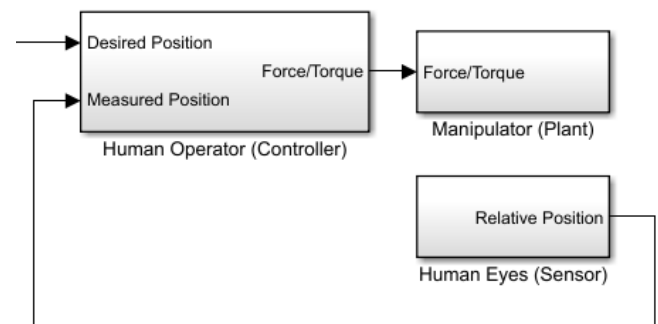 Desired Position
Force/Torque
Measured Position
Human Operator (Controller)
Force/Torque
Manipulator (Plant)
Relative Position
Human Eyes (Sensor)